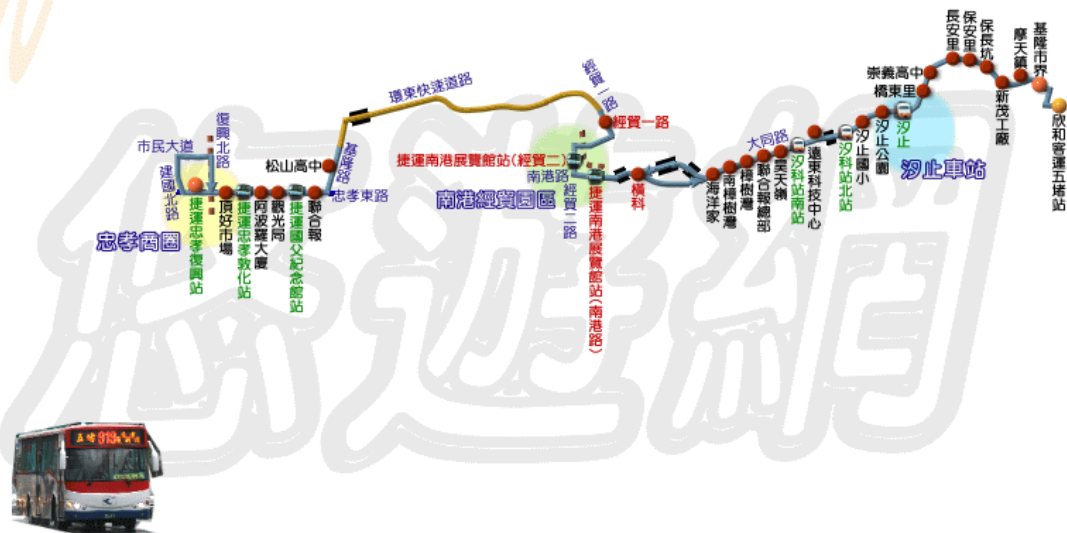 市民大道
復興北路
建國北路
忠孝商圈
捷運忠孝復興站
頂好市場
捷運忠孝敦化站
阿波羅大廈
觀光局
捷運國父紀念館站
聯合報
松山高中
基隆路
忠孝東路
環東快速道路
經貿一路
經貿一路
捷運南港展覽館站(經貿二)
南港路
南港經貿園區
經貿二路
捷運南港展覽館站(南港路)
橫科
海洋家
南樟樹灣
樟樹灣
聯合報總部
昊天嶺
大同路
汐科站南站
遠東科技中心
汐科站北站
汐止國小
汐止公園
汐止
汐止車站
橋東里
崇義高中
長安里
保安里
保長坑
新茂工廠
摩天鎮
基隆市界
欣和客運五堵站
悠遊網
五堵 919